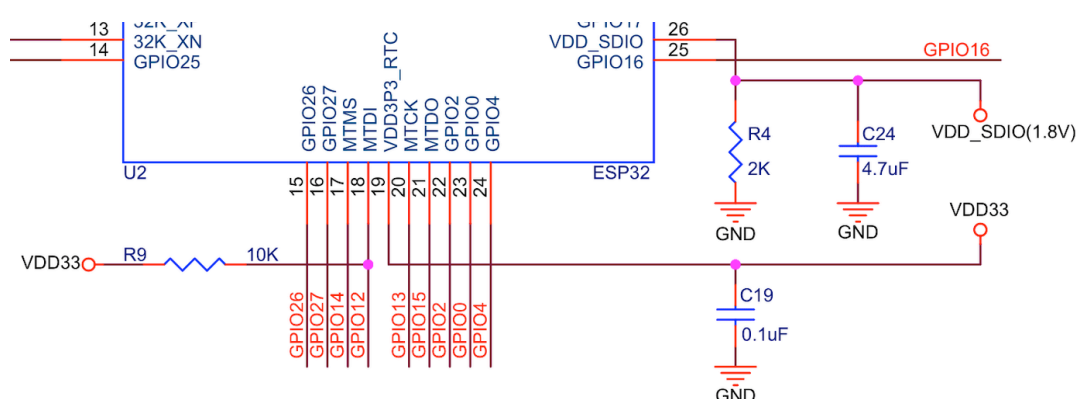 32K_XP
13
32K_XN
14
GPIO25
GPIO17
26
VDD_SDIO
25
GPIO16
GPIO16
GPIO26
GPIO27
MTMS
MTDI
VDD3P3_RTC
MTCK
MTDO
GPIO2
GPIO0
GPIO4
U2
ESP32
15
16
17
18
19
20
21
22
23
24
R4
2K
GND
C24
4.7uF
GND
VDD_SDIO(1.8V)
VDD33
VDD33
R9
10K
GPIO26
GPIO27
GPIO14
GPIO12
GPIO13
GPIO15
GPIO2
GPIO0
GPIO4
C19
0.1uF
GND